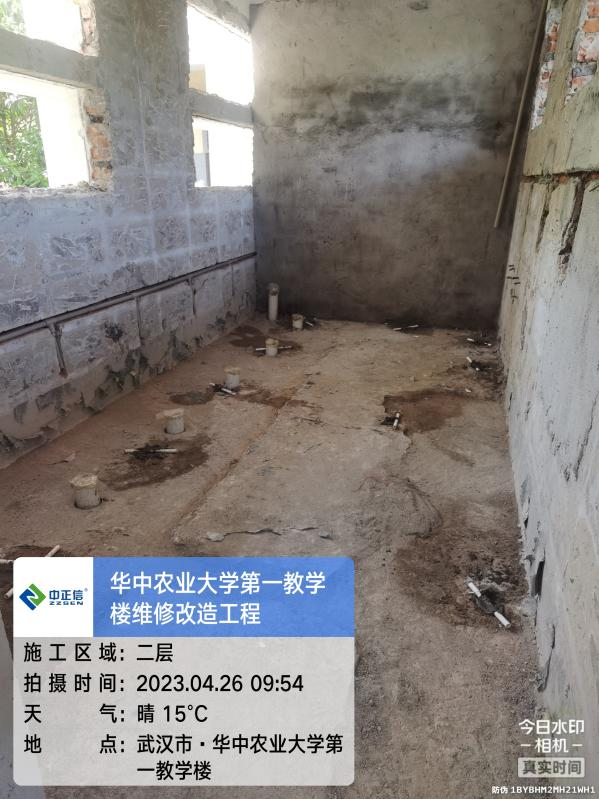 中正信®
ZZSEN
华中农业大学第一教学
楼维修改造工程
施工区域：二层
拍摄时间：2023.04.26 09:54
天 气：晴 15℃
地 点：武汉市·华中农业大学第
一教学楼
今日水印
相机
真实时间
防伪 1BYBHM2MH21WH1